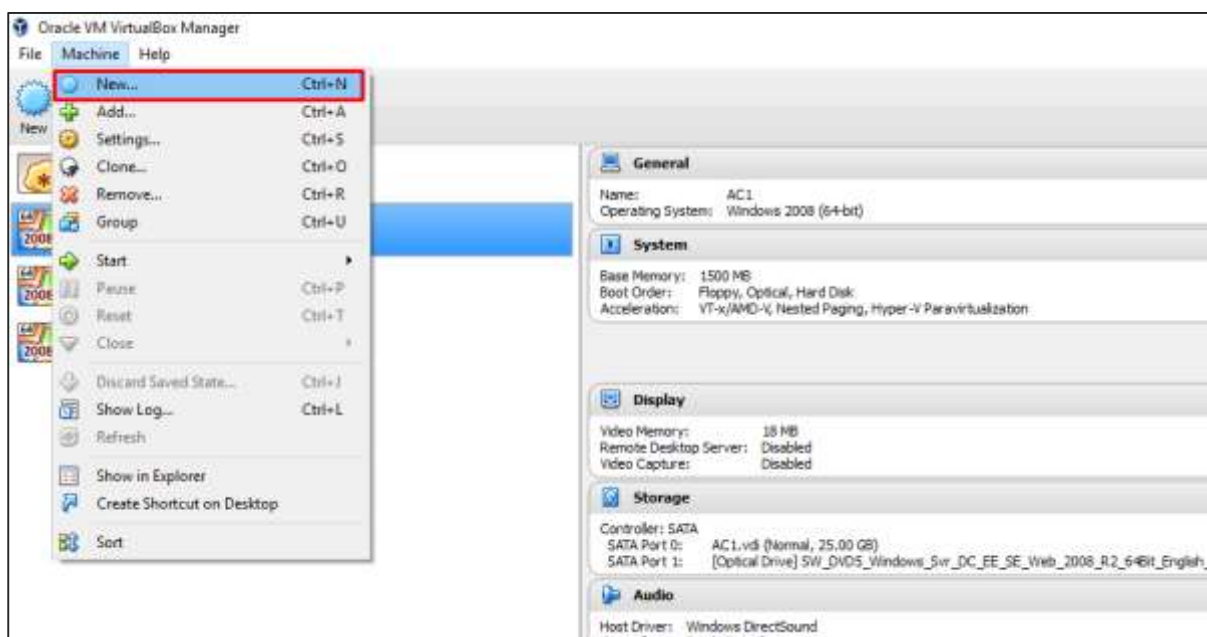 Oracle VM VirtualBox Manager
File Machine Help
New
New... Ctrl+N
Add... Ctrl+A
Settings... Ctrl+S
Clone... Ctrl+O
Remove... Ctrl+R
Group Ctrl+U
Start
Pause Ctrl+P
Reset Ctrl+T
Close
Discard Saved State... Ctrl+J
Show Log... Ctrl+L
Refresh
Show in Explorer
Create Shortcut on Desktop
Sort
64
2008
64
2008
64
2008
General
Name: AC1
Operating System: Windows 2008 (64-bit)
System
Base Memory: 1500 MB
Boot Order: Floppy, Optical, Hard Disk
Acceleration: VT-x/AMD-V, Nested Paging, Hyper-V Paravirtualization
Display
Video Memory: 18 MB
Remote Desktop Server: Disabled
Video Capture: Disabled
Storage
Controller: SATA
SATA Port 0: AC1.vdi (Normal, 25.00 GB)
SATA Port 1: [Optical Drive] SW_DVD5_Windows_Svr_DC_EE_SE_Web_2008_R2_64Bit_English_
Audio
Host Driver: Windows DirectSound